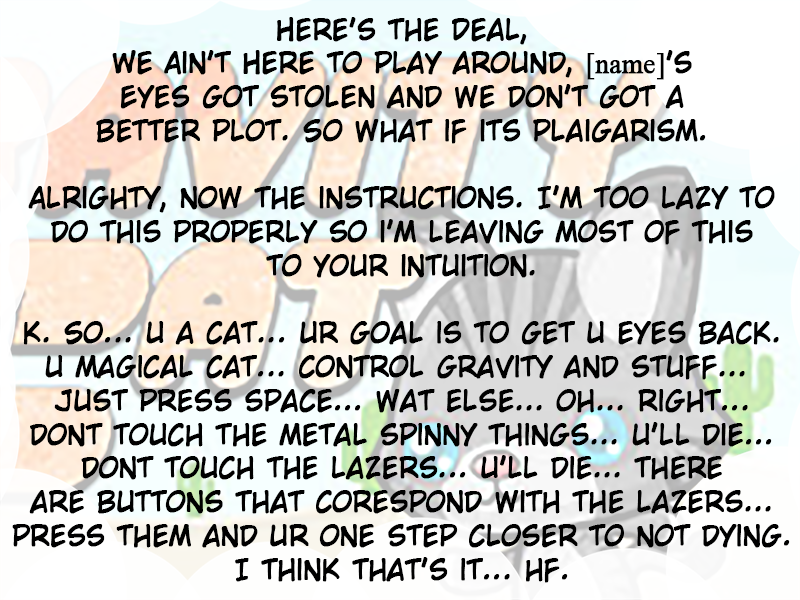 HERE'S THE DEAL,
WE AIN'T HERE TO PLAY AROUND, [name]'S
EYES GOT STOLEN AND WE DON'T GOT A
BETTER PLOT. SO WHAT IF ITS PLAIGARISM.
ALRIGHTY, NOW THE INSTRUCTIONS. I'M TOO LAZY TO
DO THIS PROPERLY SO I'M LEAVING MOST OF THIS
TO YOUR INTUITION.
K. SO... U A CAT... UR GOAL IS TO GET U EYES BACK.
U MAGICAL CAT... CONTROL GRAVITY AND STUFF...
JUST PRESS SPACE... WAT ELSE... OH... RIGHT...
DONT TOUCH THE METAL SPINNY THINGS... U'LL DIE...
DONT TOUCH THE LAZERS... U'LL DIE... THERE
ARE BUTTONS THAT CORESPOND WITH THE LAZERS...
PRESS THEM AND UR ONE STEP CLOSER TO NOT DYING.
I THINK THAT'S IT... HF.